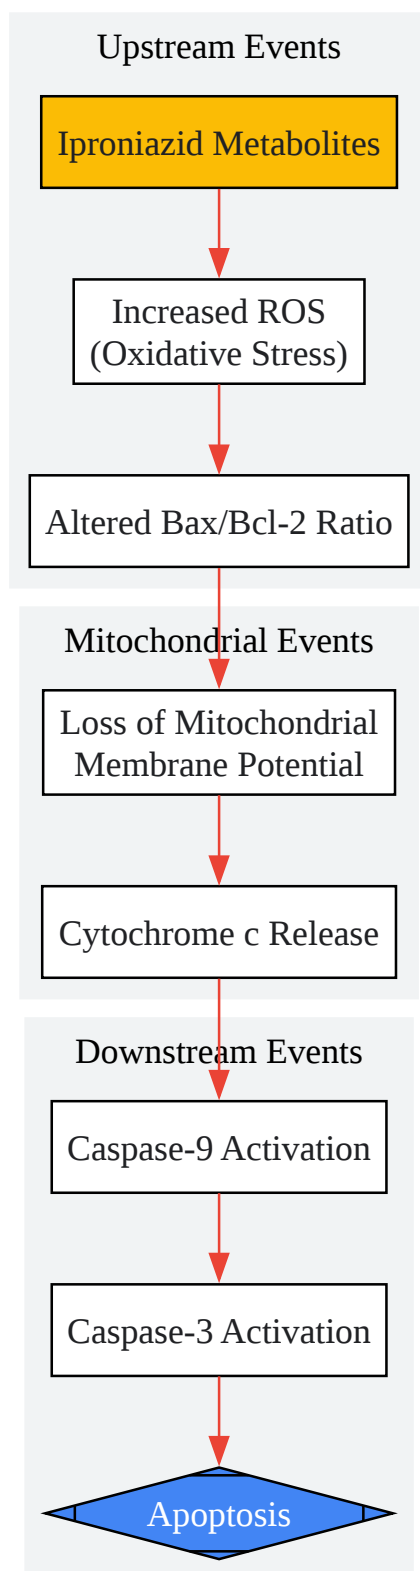 Upstream Events
Iproniazid Metabolites
Increased ROS
(Oxidative Stress)
Altered Bax/Bcl-2 Ratio
Mitochondrial Events
Loss of Mitochondrial
Membrane Potential
Cytochrome c Release
Downstream Events
Caspase-9 Activation
Caspase-3 Activation
Apoptosis